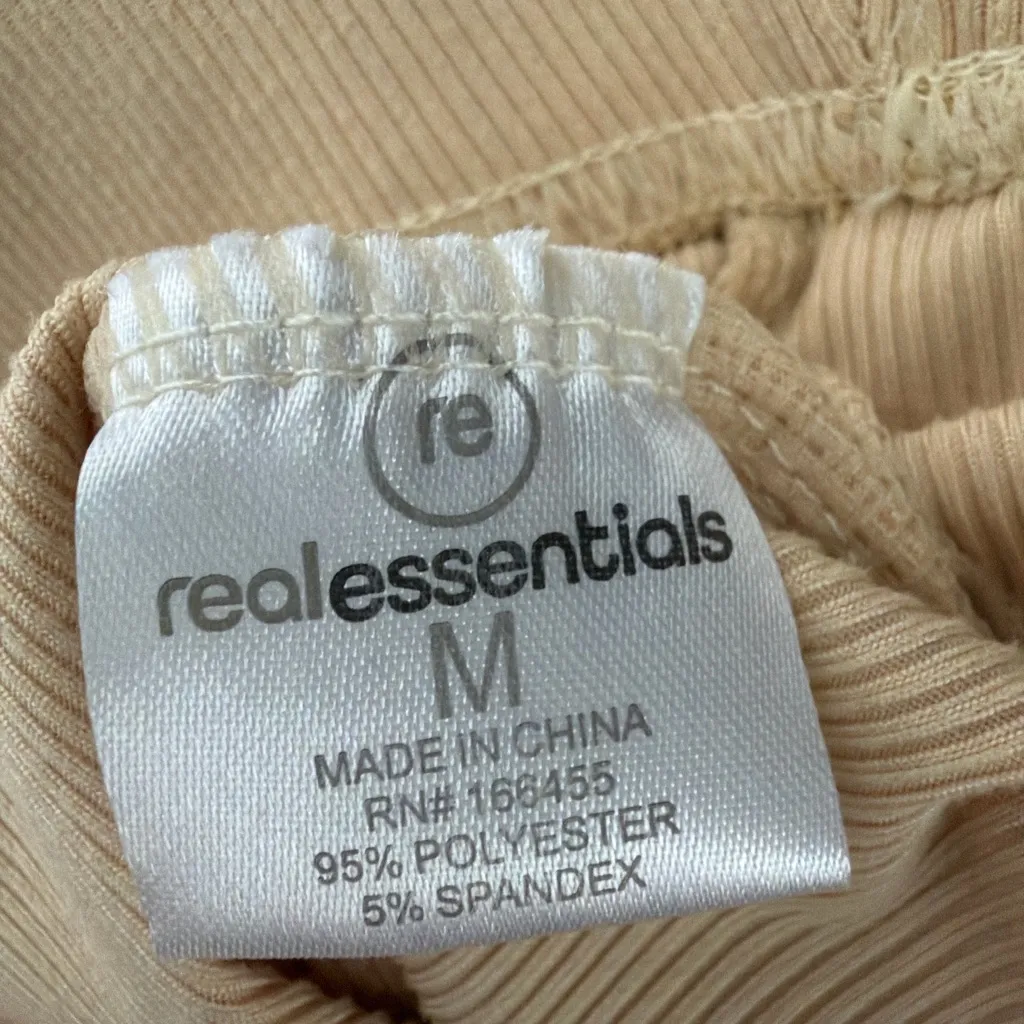 re
realessentials
M
MADE IN CHINA
RN# 166455
95% POLYESTER
5% SPANDEX